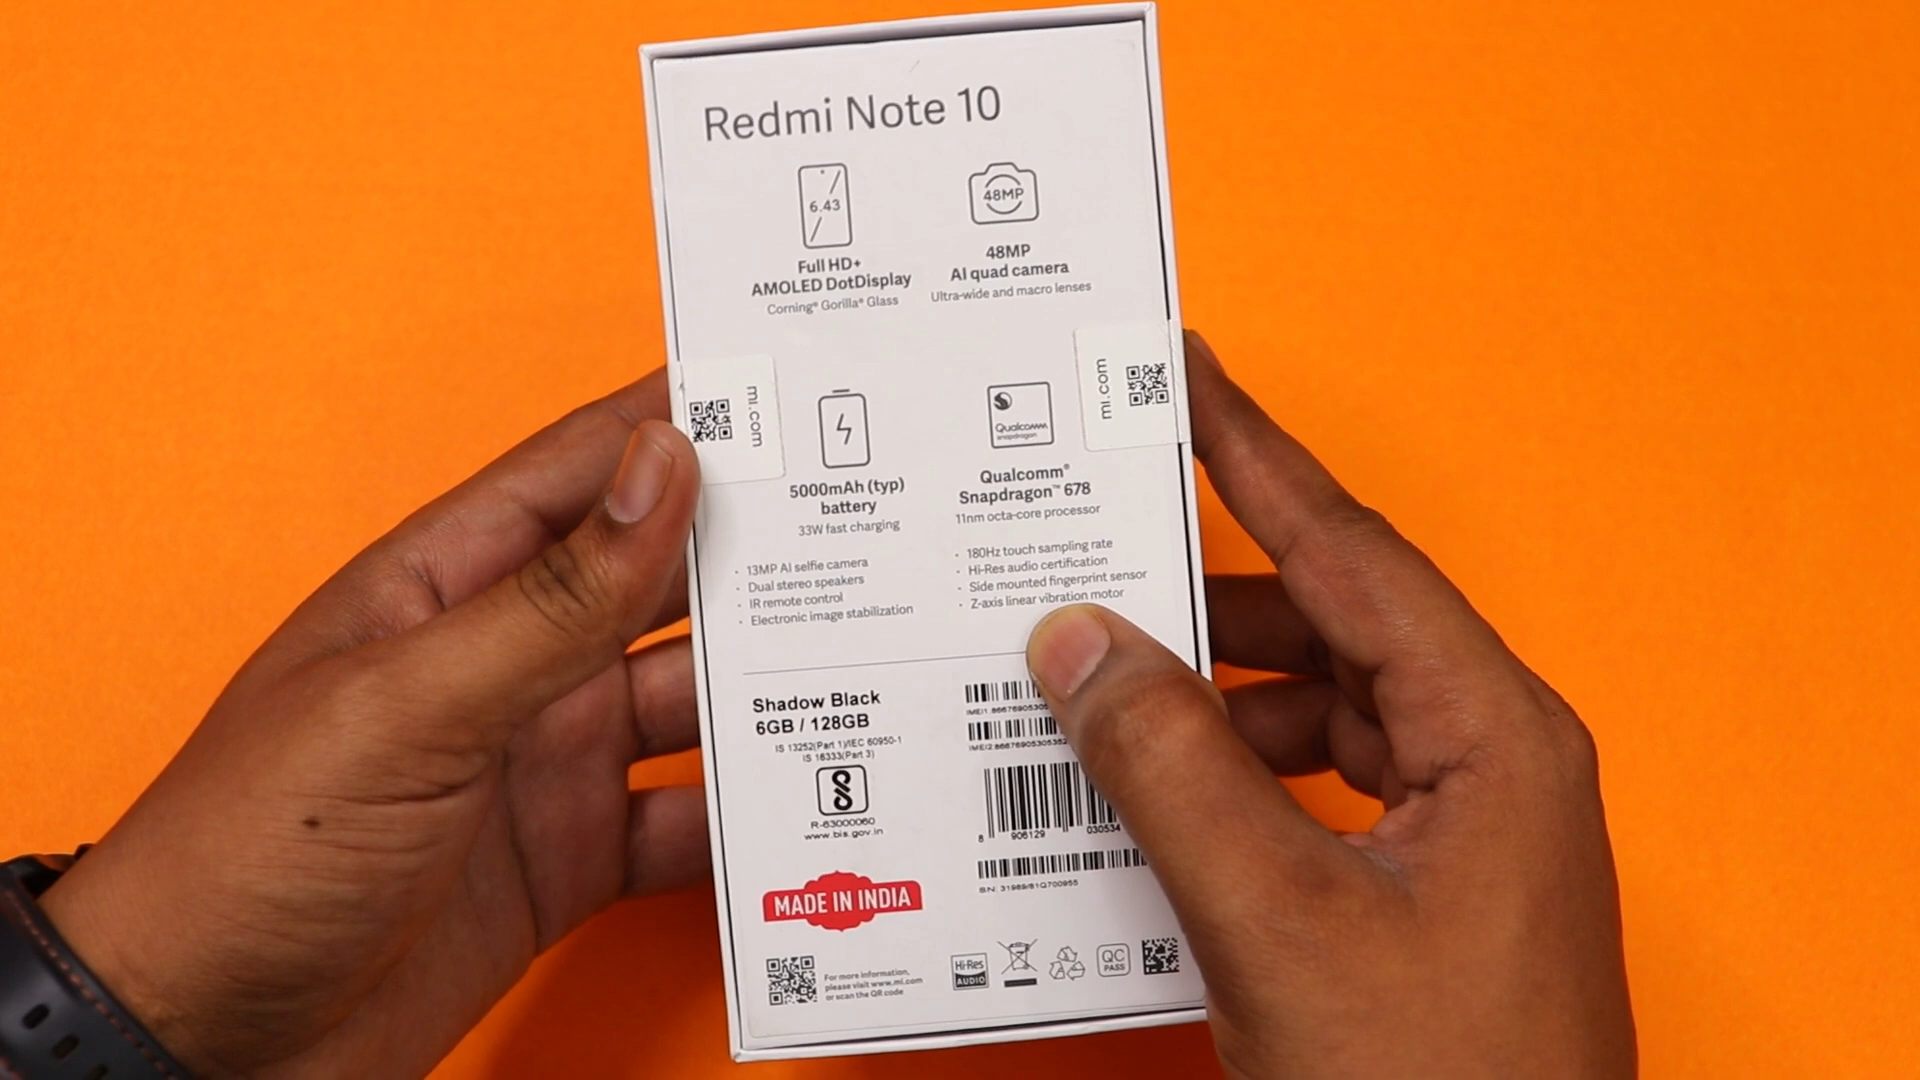 Redmi Note 10
6.43
48MP
Full HD+
AMOLED DotDisplay
Corning® Gorilla® Glass
48MP
AI quad camera
Ultra-wide and macro lenses
mi.com
mi.com
Qualcomm
snapdragon
5000mAh (typ)
battery
33W fast charging
Qualcomm®
Snapdragon™ 678
11nm octa-core processor
· 13MP AI selfie camera
· Dual stereo speakers
· IR remote control
· Electronic image stabilization
· 180Hz touch sampling rate
· Hi-Res audio certification
· Side mounted fingerprint sensor
· Z-axis linear vibration motor
Shadow Black
6GB / 128GB
IS 13252(Part 1)/IEC 60950-1
IS 16333(Part 3)
R-63000060
www.bis.gov.in
8 906129 030534
MADE IN INDIA
For more information,
please visit www.mi.com
or scan the QR code
Hi-Res
AUDIO
QC
PASS